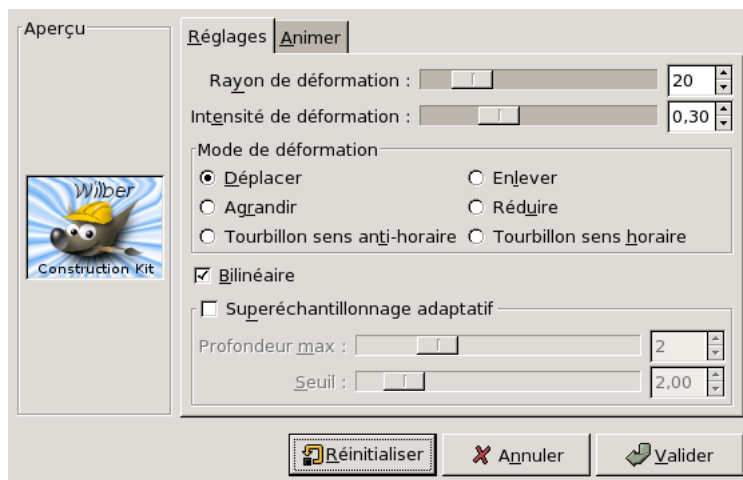 Aperçu
Wilber
Construction Kit
Réglages Animer
Rayon de déformation : 20
Intensité de déformation : 0,30
Mode de déformation
Déplacer Enlever
Agrandir Réduire
Tourbillon sens anti-horaire Tourbillon sens horaire
Bilinéaire
Superéchantillonnage adaptatif
Profondeur max : 2
Seuil : 2,00
Réinitialiser Annuler Valider